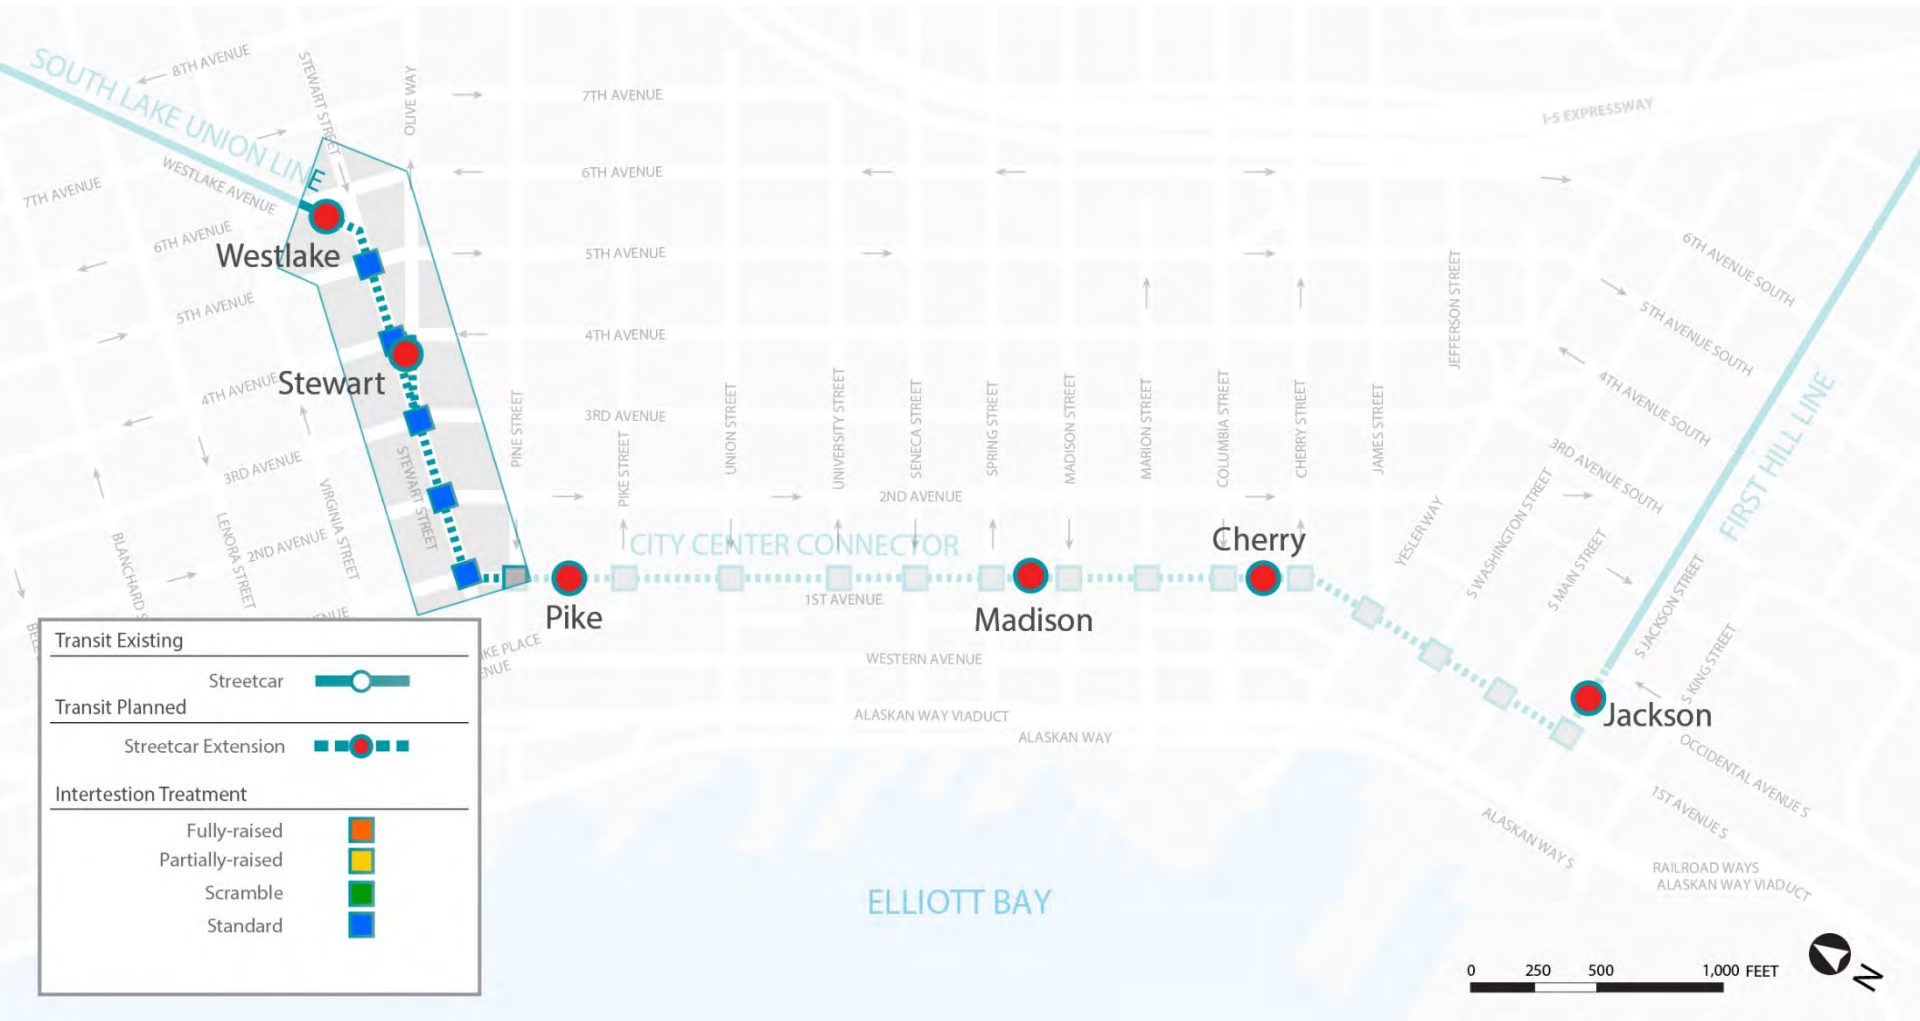 SOUTH LAKE UNION LINE
8TH AVENUE
STEWART STREET
OLIVE WAY
7TH AVENUE
I-5 EXPRESSWAY
7TH AVENUE
WESTLAKE AVENUE
6TH AVENUE
6TH AVENUE
Westlake
5TH AVENUE
6TH AVENUE SOUTH
5TH AVENUE
4TH AVENUE
JEFFERSON STREET
5TH AVENUE SOUTH
Stewart
4TH AVENUE
3RD AVENUE
4TH AVENUE SOUTH
PINE STREET
PIKE STREET
UNION STREET
UNIVERSITY STREET
SENECA STREET
SPRING STREET
MADISON STREET
MARION STREET
COLUMBIA STREET
CHERRY STREET
JAMES STREET
FIRST HILL LINE
3RD AVENUE
STEWART STREET
3RD AVENUE SOUTH
2ND AVENUE
VIRGINIA STREET
LENORA STREET
BLANCHARD S
2ND AVENUE
YESLER WAY
S WASHINGTON STREET
S MAIN STREET
CITY CENTER CONNECTOR
Cherry
1ST AVENUE
Pike
Madison
S JACKSON STREET
S KING STREET
ENUE
BEL
IKE PLACE
ENUE
WESTERN AVENUE
ALASKAN WAY VIADUCT
ALASKAN WAY
Jackson
OCCIDENTAL AVENUE S
1ST AVENUE S
ALASKAN WAY S
RAILROAD WAYS
ALASKAN WAY VIADUCT
ELLIOTT BAY
Transit Existing
Streetcar
Transit Planned
Streetcar Extension
Intertestion Treatment
Fully-raised
Partially-raised
Scramble
Standard
0 250 500 1,000 FEET
N